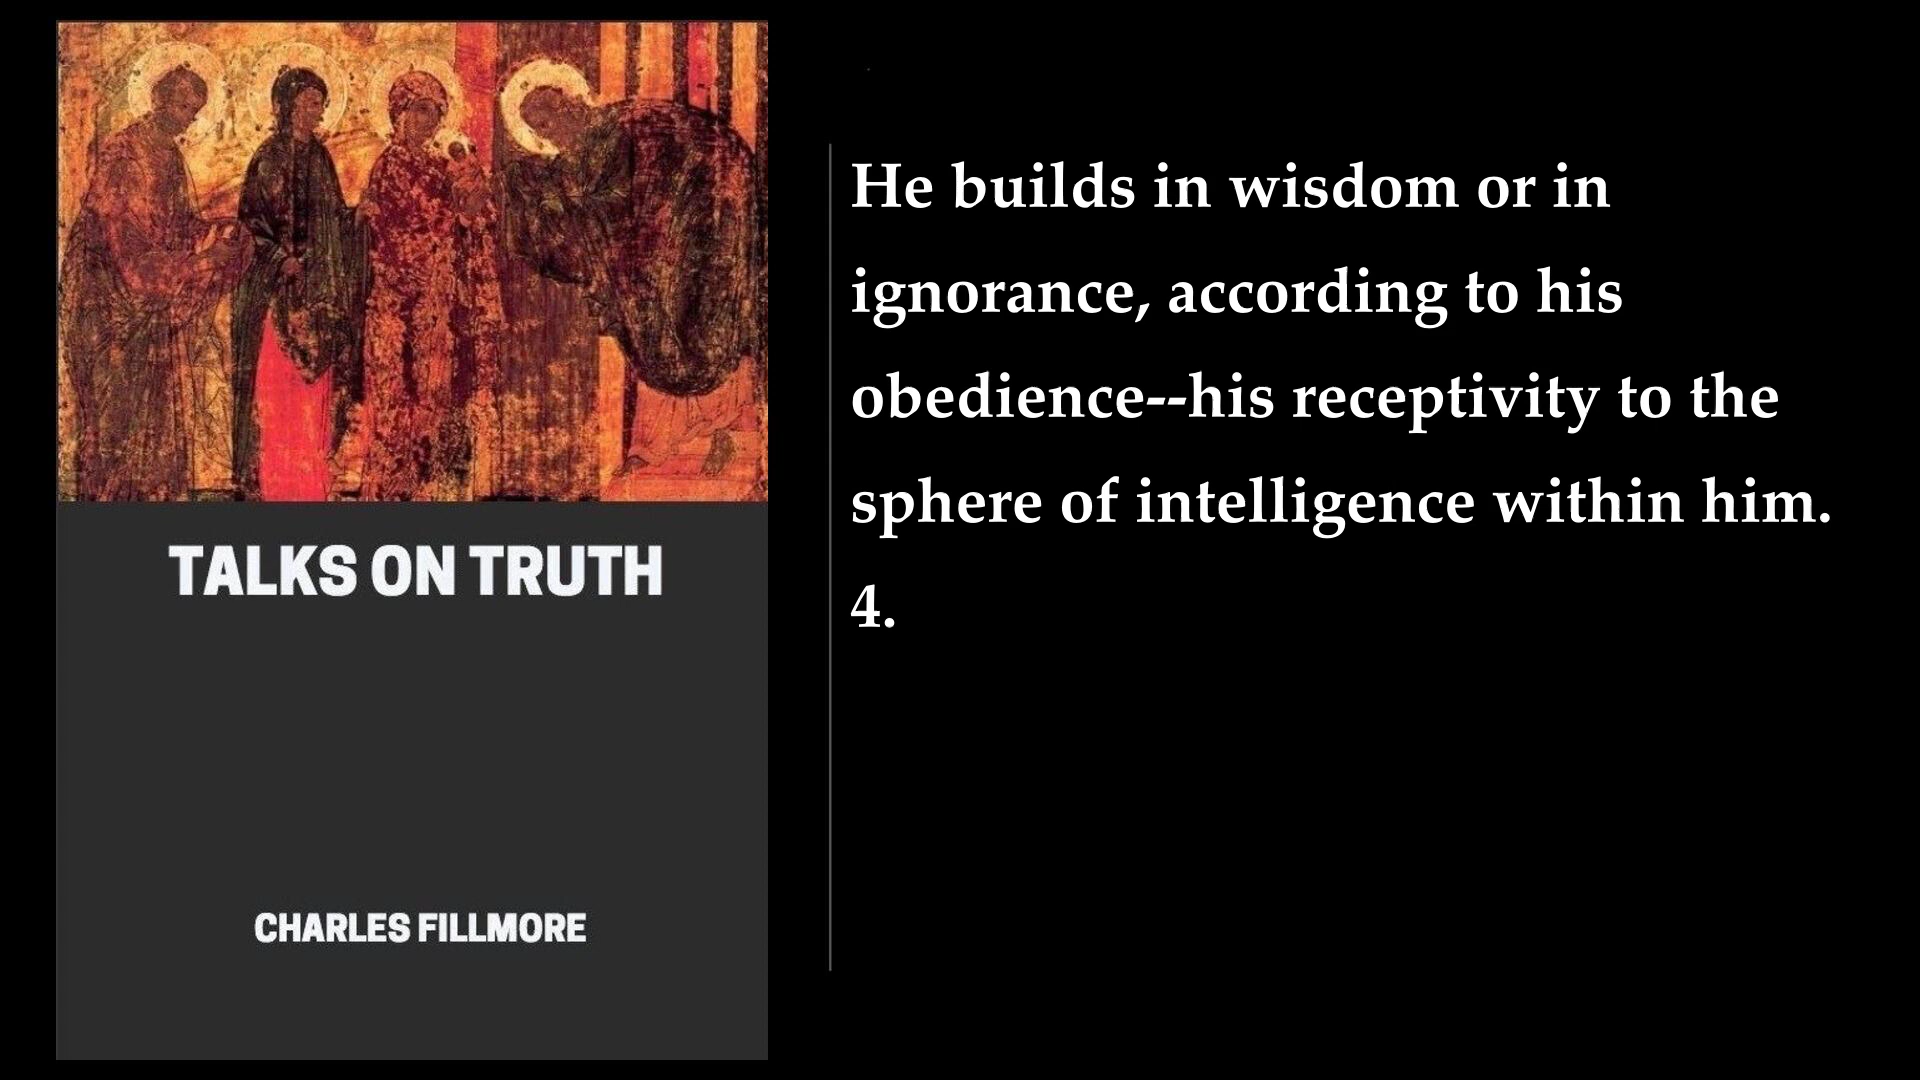 TALKS ON TRUTH
CHARLES FILLMORE
He builds in wisdom or in
ignorance, according to his
obedience--his receptivity to the
sphere of intelligence within him.
4.